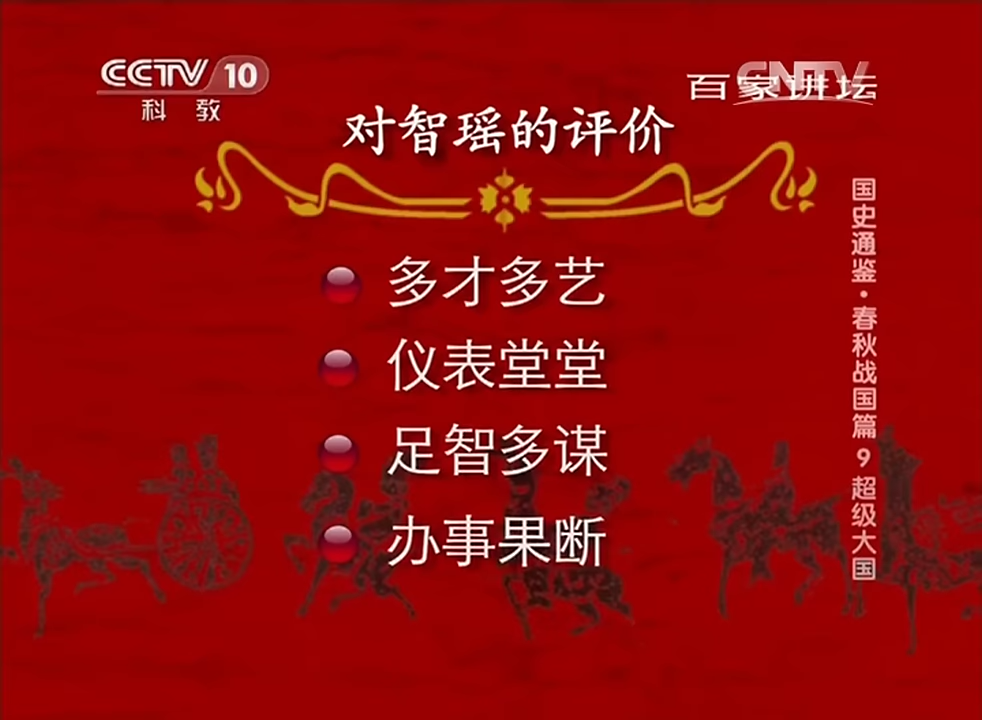 CCTV 10
科 教
CNTV
百家讲坛
对智瑶的评价
多才多艺
仪表堂堂
足智多谋
办事果断
国史通鉴·春秋战国篇 9 超级大国